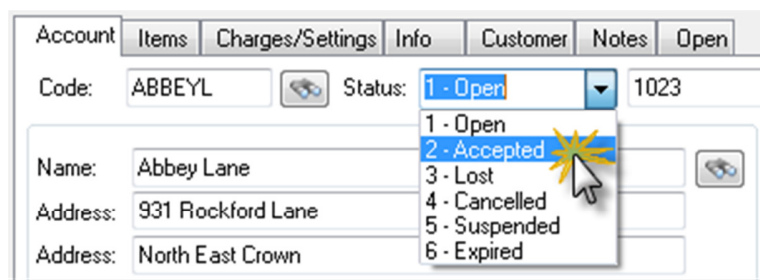 Account Items Charges/Settings Info Customer Notes Open
Code: ABBEYL Status: 1 - Open 1023
1 - Open
2 - Accepted
Name: Abbey Lane 3 - Lost
4 - Cancelled
Address: 931 Rockford Lane 5 - Suspended
Address: North East Crown 6 - Expired